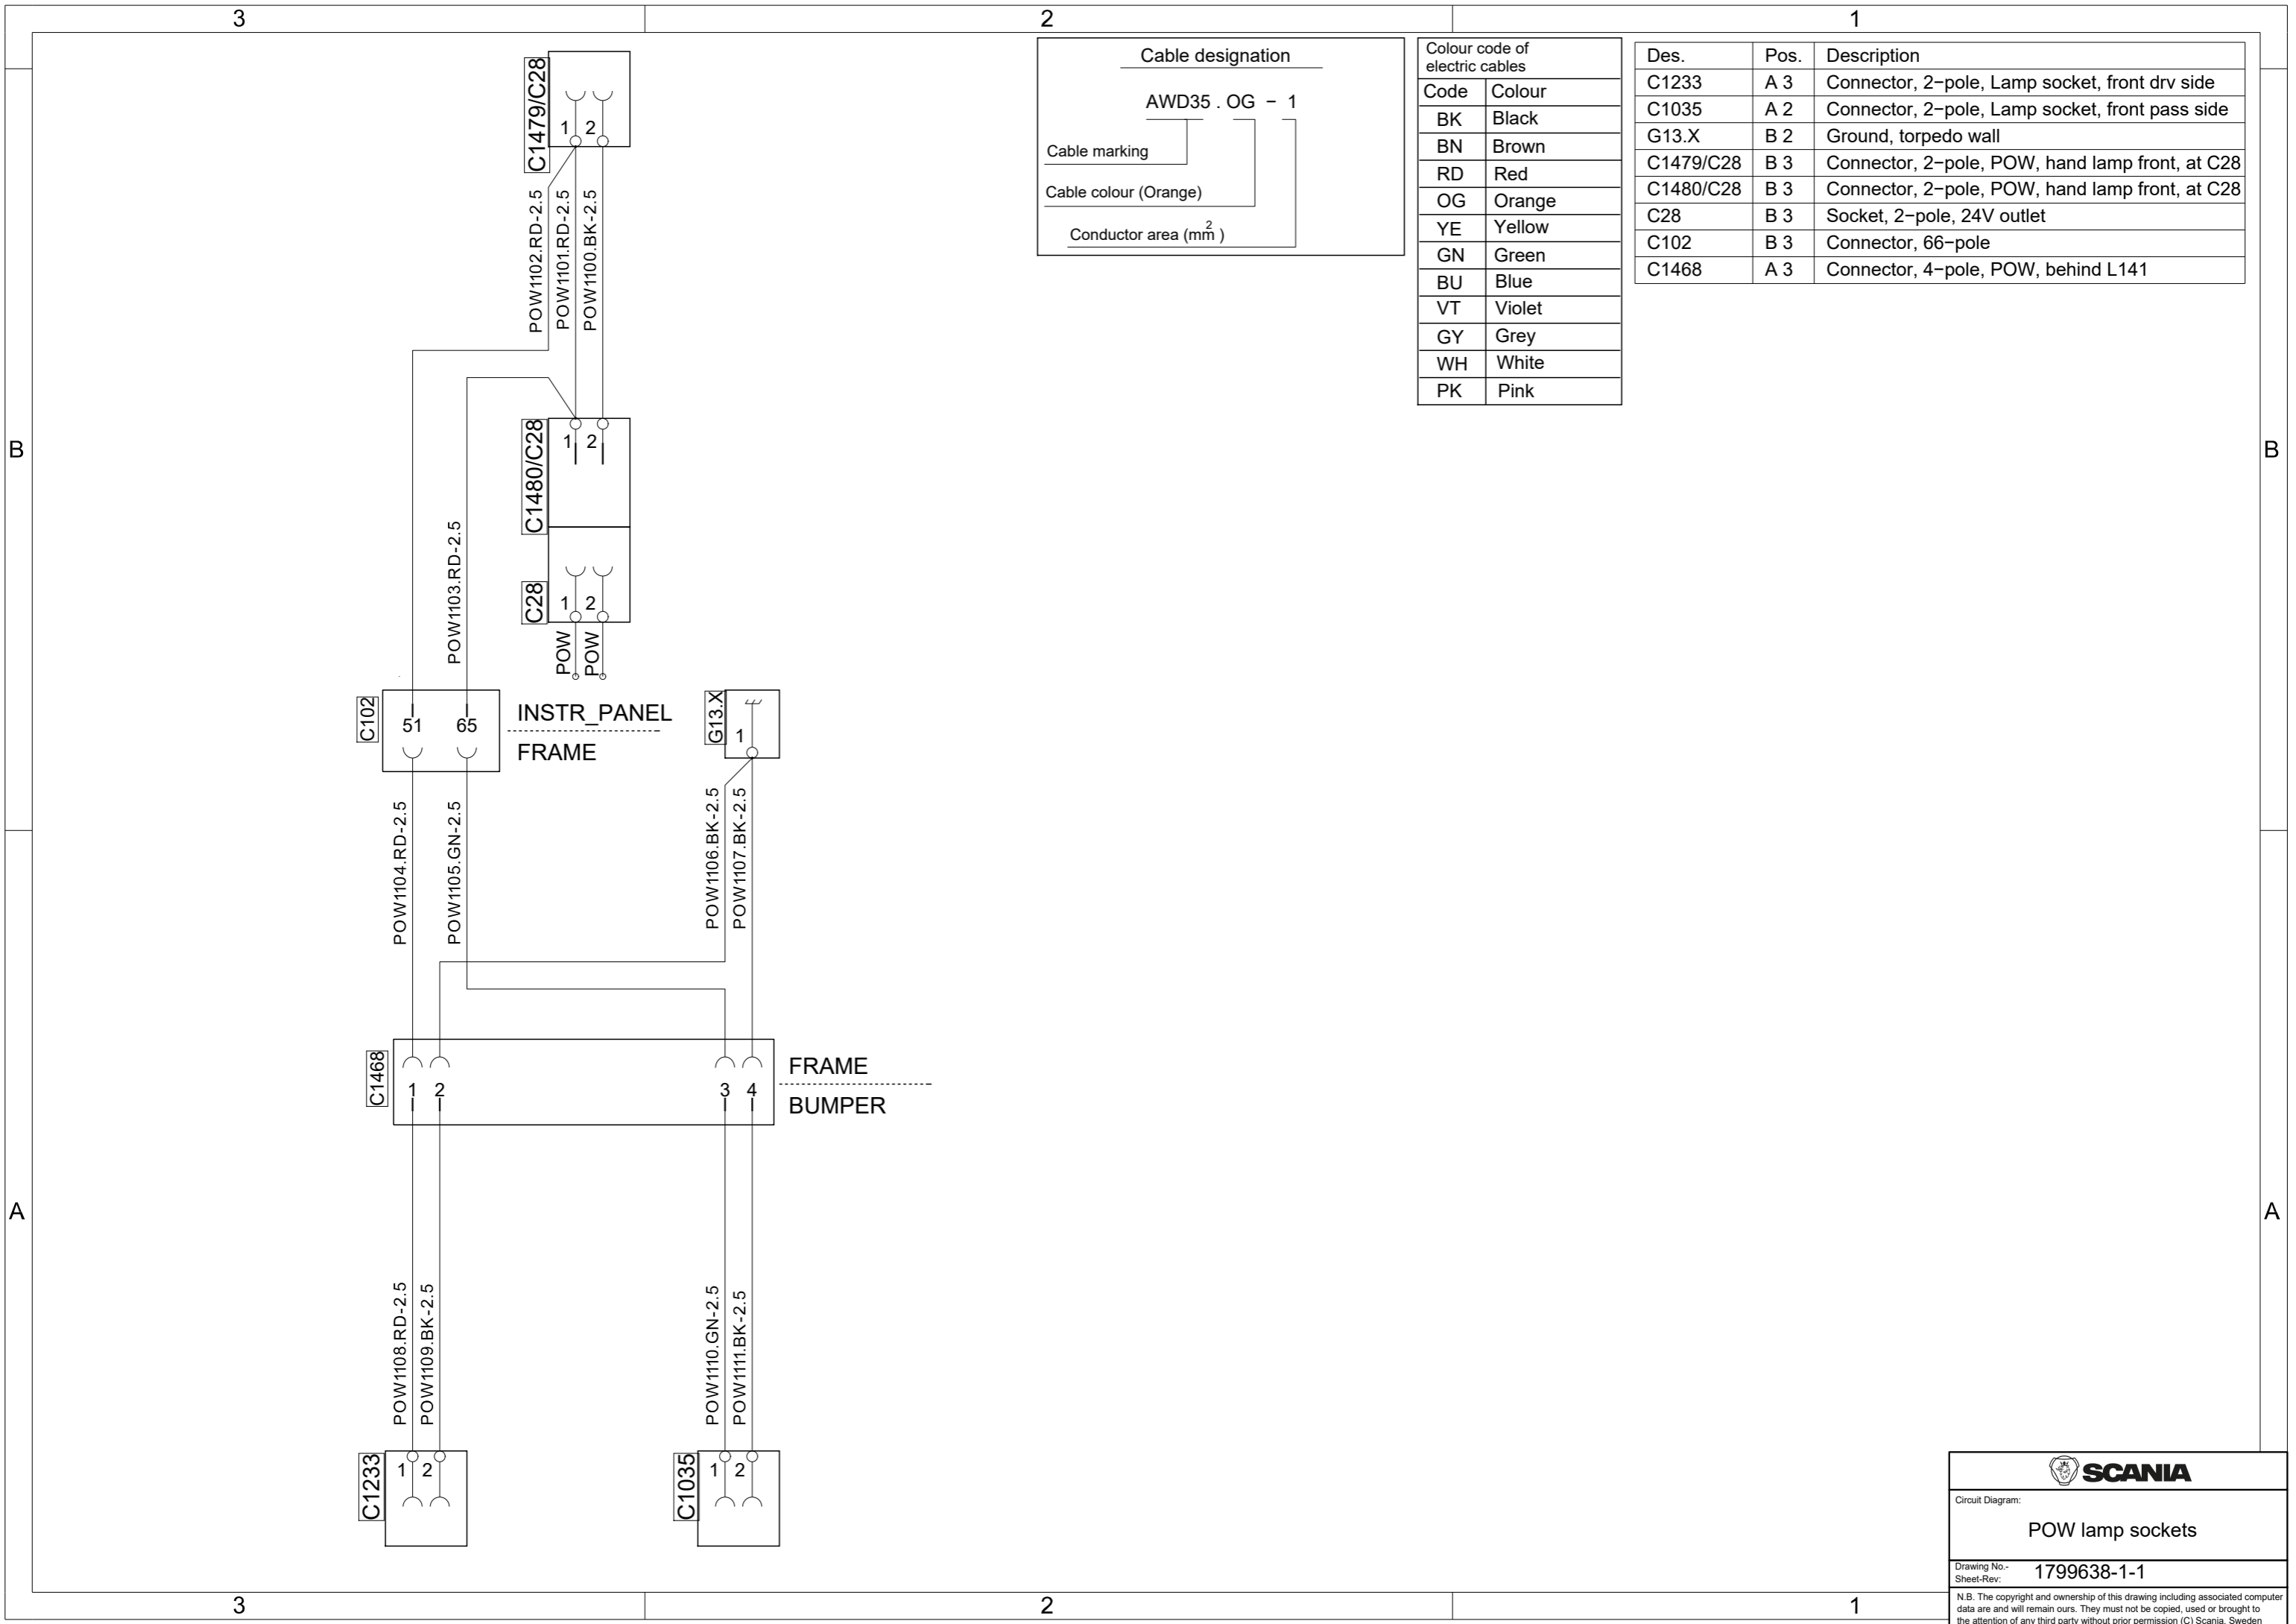 3 2 1
Cable designation
AWD35 . OG − 1
Cable marking
Cable colour (Orange)
Conductor area (mm2)
Colour code of
electric cables
Code Colour
BK Black
BN Brown
RD Red
OG Orange
YE Yellow
GN Green
BU Blue
VT Violet
GY Grey
WH White
PK Pink
Des. Pos. Description
C1233 A 3 Connector, 2−pole, Lamp socket, front drv side
C1035 A 2 Connector, 2−pole, Lamp socket, front pass side
G13.X B 2 Ground, torpedo wall
C1479/C28 B 3 Connector, 2−pole, POW, hand lamp front, at C28
C1480/C28 B 3 Connector, 2−pole, POW, hand lamp front, at C28
C28 B 3 Socket, 2−pole, 24V outlet
C102 B 3 Connector, 66−pole
C1468 A 3 Connector, 4−pole, POW, behind L141
C1479/C28
1 2
POW1102.RD-2.5
POW1101.RD-2.5
POW1100.BK-2.5
B B
C1480/C28
1 2
POW1103.RD-2.5
C28
1 2
POW
POW
C102
51 65
INSTR_PANEL
FRAME
G13.X
1
POW1104.RD-2.5
POW1105.GN-2.5
POW1106.BK-2.5
POW1107.BK-2.5
C1468
1 2 3 4
FRAME
BUMPER
A A
POW1108.RD-2.5
POW1109.BK-2.5
POW1110.GN-2.5
POW1111.BK-2.5
C1233
1 2
C1035
1 2
SCANIA
Circuit Diagram:
POW lamp sockets
Drawing No.-
Sheet-Rev:
1799638-1-1
N.B. The copyright and ownership of this drawing including associated computer
data are and will remain ours. They must not be copied, used or brought to
the attention of any third party without prior permission (C) Scania, Sweden
3 2 1